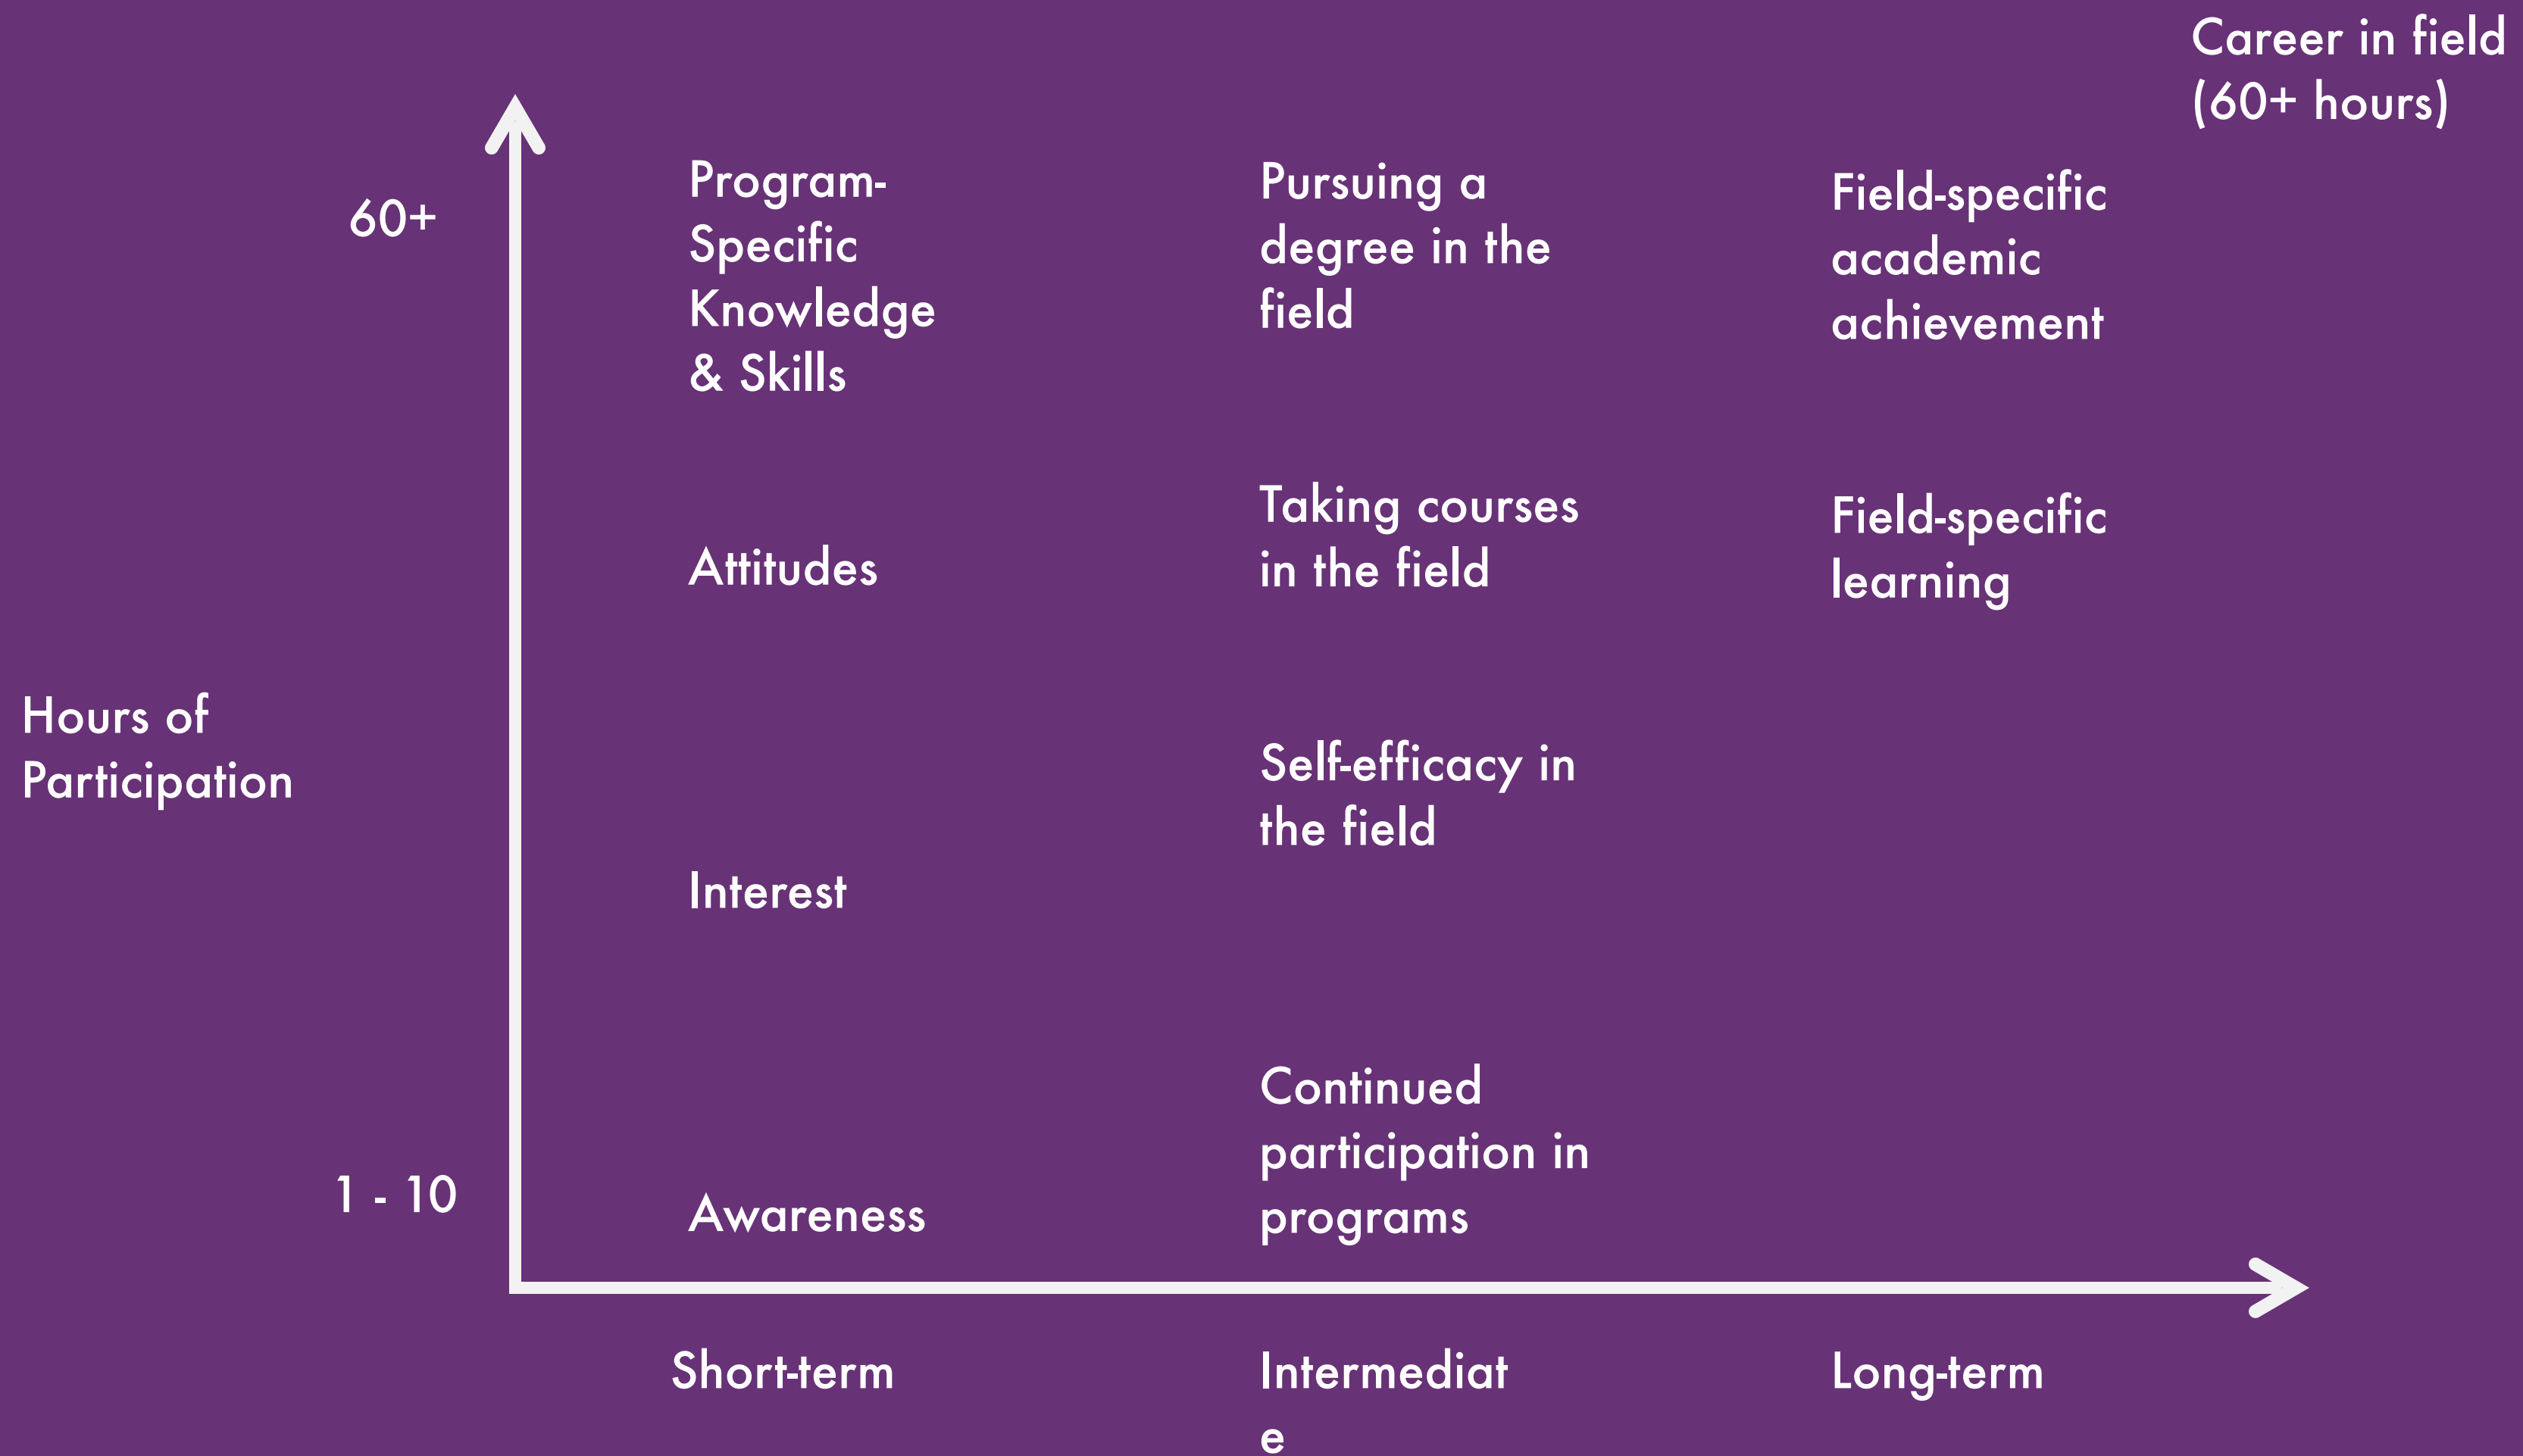 Career in field
(60+ hours)
60+
Program-
Specific
Knowledge
& Skills
Pursuing a
degree in the
field
Field-specific
academic
achievement
Attitudes
Taking courses
in the field
Field-specific
learning
Hours of
Participation
Interest
Self-efficacy in
the field
1 - 10
Awareness
Continued
participation in
programs
Short-term
Intermediat
e
Long-term